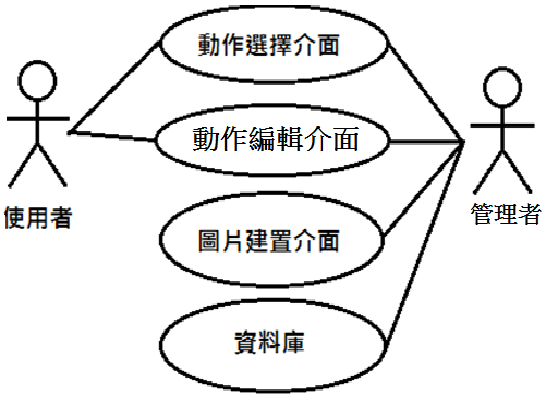 動作選擇介面
動作編輯介面
使用者
管理者
圖片建置介面
資料庫